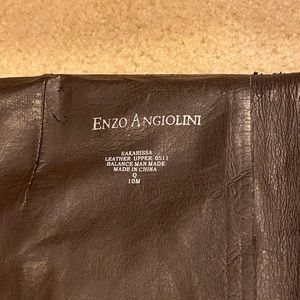 ENZO ANGIOLINI
EAKARISSA
LEATHER UPPER 0511
BALANCE MAN MADE
MADE IN CHINA
Q
10M